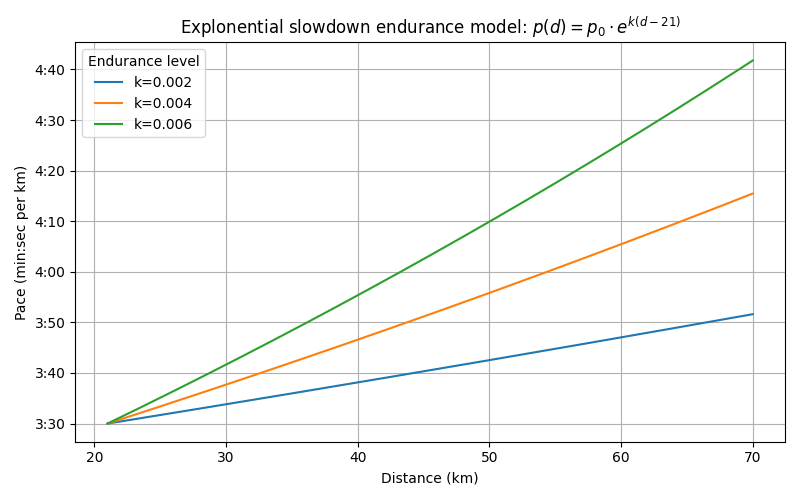 Explonential slowdown endurance model: $p(d) = p_0 \cdot e^{k(d-21)}$
Endurance level
k=0.002
k=0.004
k=0.006
4:40
4:30
4:20
4:10
4:00
3:50
3:40
3:30
Pace (min:sec per km)
20 30 40 50 60 70
Distance (km)